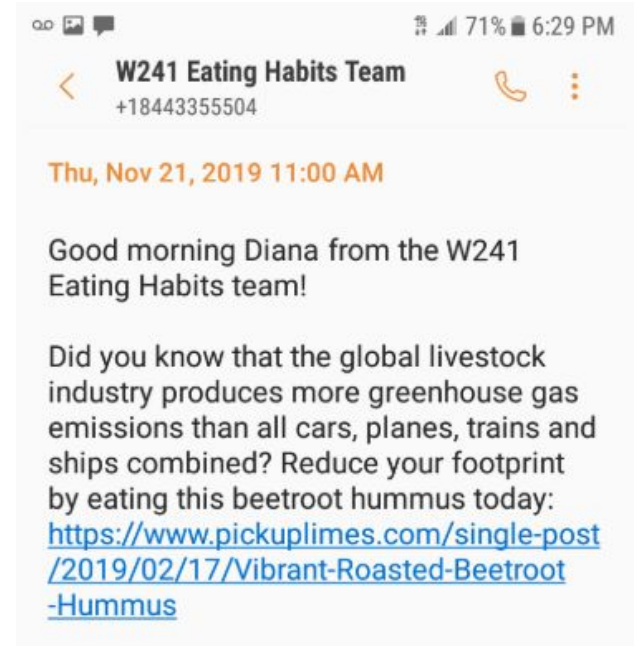 71% 6:29 PM
W241 Eating Habits Team
+18443355504
Thu, Nov 21, 2019 11:00 AM
Good morning Diana from the W241
Eating Habits team!
Did you know that the global livestock
industry produces more greenhouse gas
emissions than all cars, planes, trains and
ships combined? Reduce your footprint
by eating this beetroot hummus today:
https://www.pickuplimes.com/single-post
/2019/02/17/Vibrant-Roasted-Beetroot
-Hummus